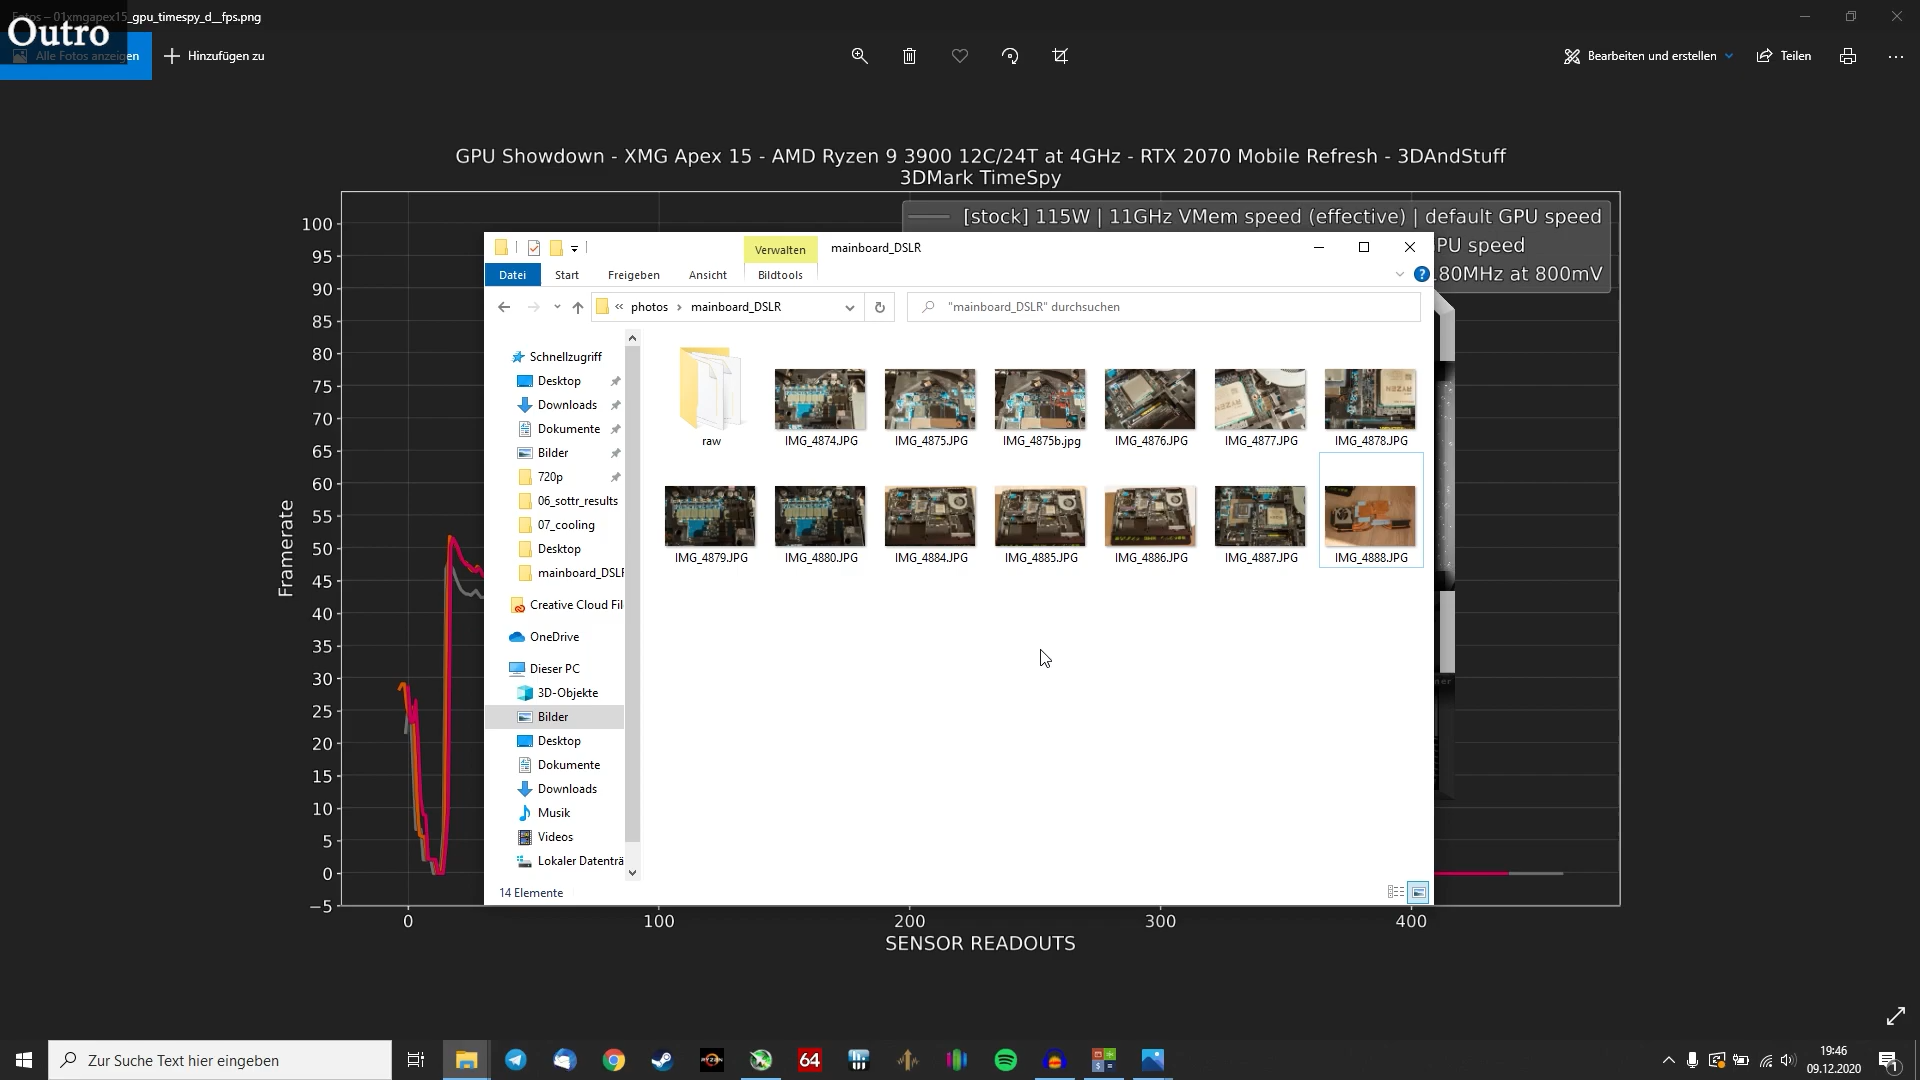 Fotos – 01xmgapex15_gpu_timespy_d__fps.png
Outro
Alle Fotos anzeigen
Hinzufügen zu
Bearbeiten und erstellen
Teilen
GPU Showdown - XMG Apex 15 - AMD Ryzen 9 3900 12C/24T at 4GHz - RTX 2070 Mobile Refresh - 3DAndStuff
3DMark TimeSpy
[stock] 115W | 11GHz VMem speed (effective) | default GPU speed
PU speed
80MHz at 800mV
Framerate
100
95
90
85
80
75
70
65
60
55
50
45
40
35
30
25
20
15
10
5
0
−5
0
100
200
300
400
SENSOR READOUTS
Verwalten
mainboard_DSLR
Datei
Start
Freigeben
Ansicht
Bildtools
photos
mainboard_DSLR
"mainboard_DSLR" durchsuchen
Schnellzugriff
Desktop
Downloads
Dokumente
Bilder
720p
06_sottr_results
07_cooling
Desktop
mainboard_DSLR
Creative Cloud Fil
OneDrive
Dieser PC
3D-Objekte
Bilder
Desktop
Dokumente
Downloads
Musik
Videos
Lokaler Datenträ
raw
IMG_4874.JPG
IMG_4875.JPG
IMG_4875b.jpg
IMG_4876.JPG
IMG_4877.JPG
IMG_4878.JPG
IMG_4879.JPG
IMG_4880.JPG
IMG_4884.JPG
IMG_4885.JPG
IMG_4886.JPG
IMG_4887.JPG
IMG_4888.JPG
14 Elemente
Zur Suche Text hier eingeben
RYZEN
64
19:46
09.12.2020
1